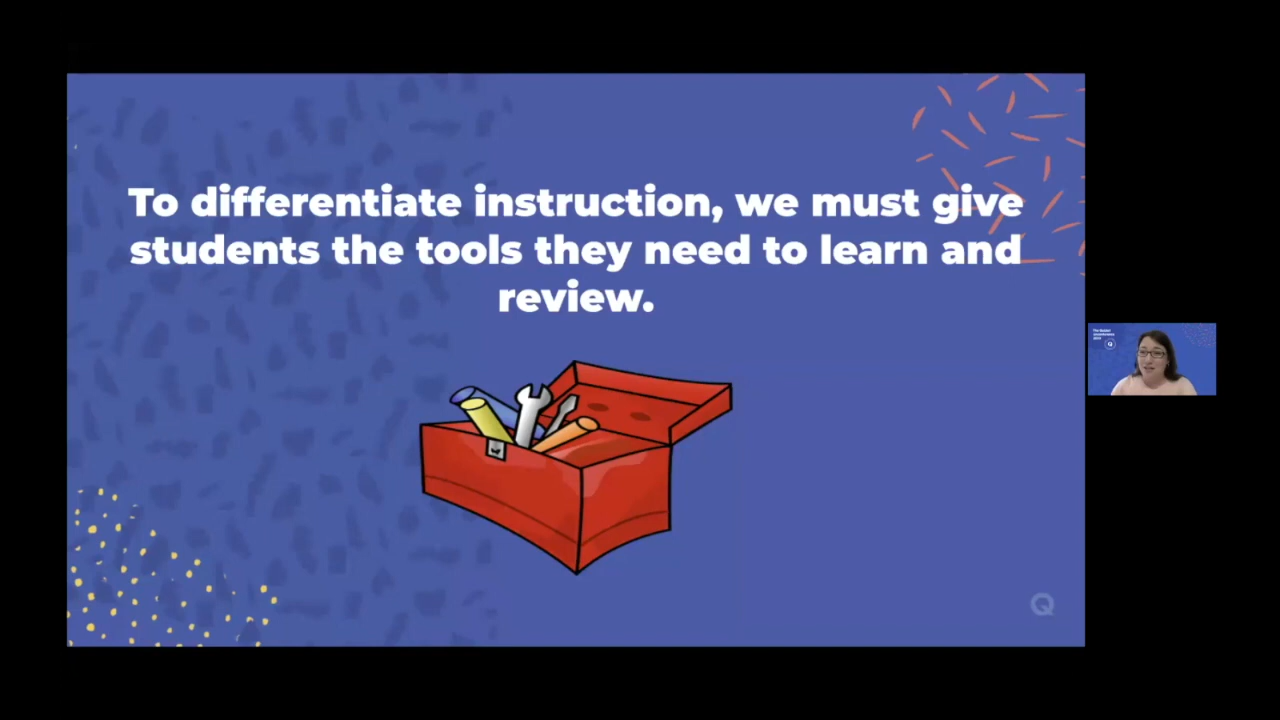 To differentiate instruction, we must give
students the tools they need to learn and
review.
Q